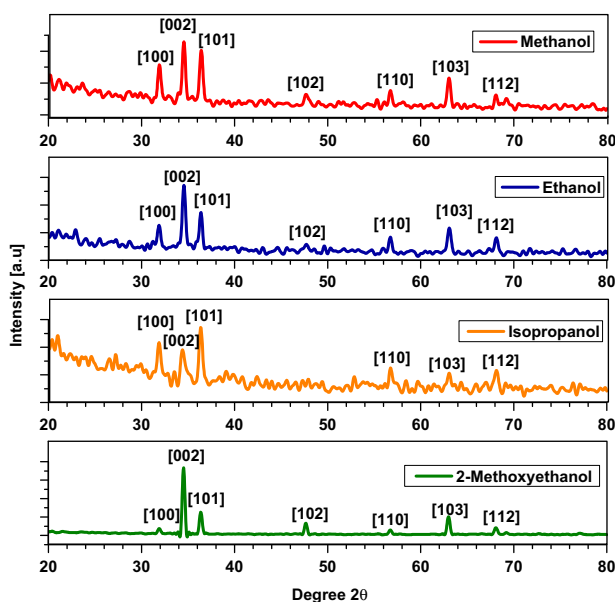 [002]
[101]
[100]
Methanol
[103]
[102]
[110]
[112]
20 30 40 50 60 70 80
[002]
Ethanol
[100]
[101]
[103]
[102]
[110]
[112]
20 30 40 50 60 70 80
Intensity [a.u]
[101]
[100]
Isopropanol
[002]
[110]
[103]
[112]
20 30 40 50 60 70 80
[002]
2-Methoxyethanol
[101]
[100]
[102]
[110]
[103]
[112]
20 30 40 50 60 70 80
Degree 2θ